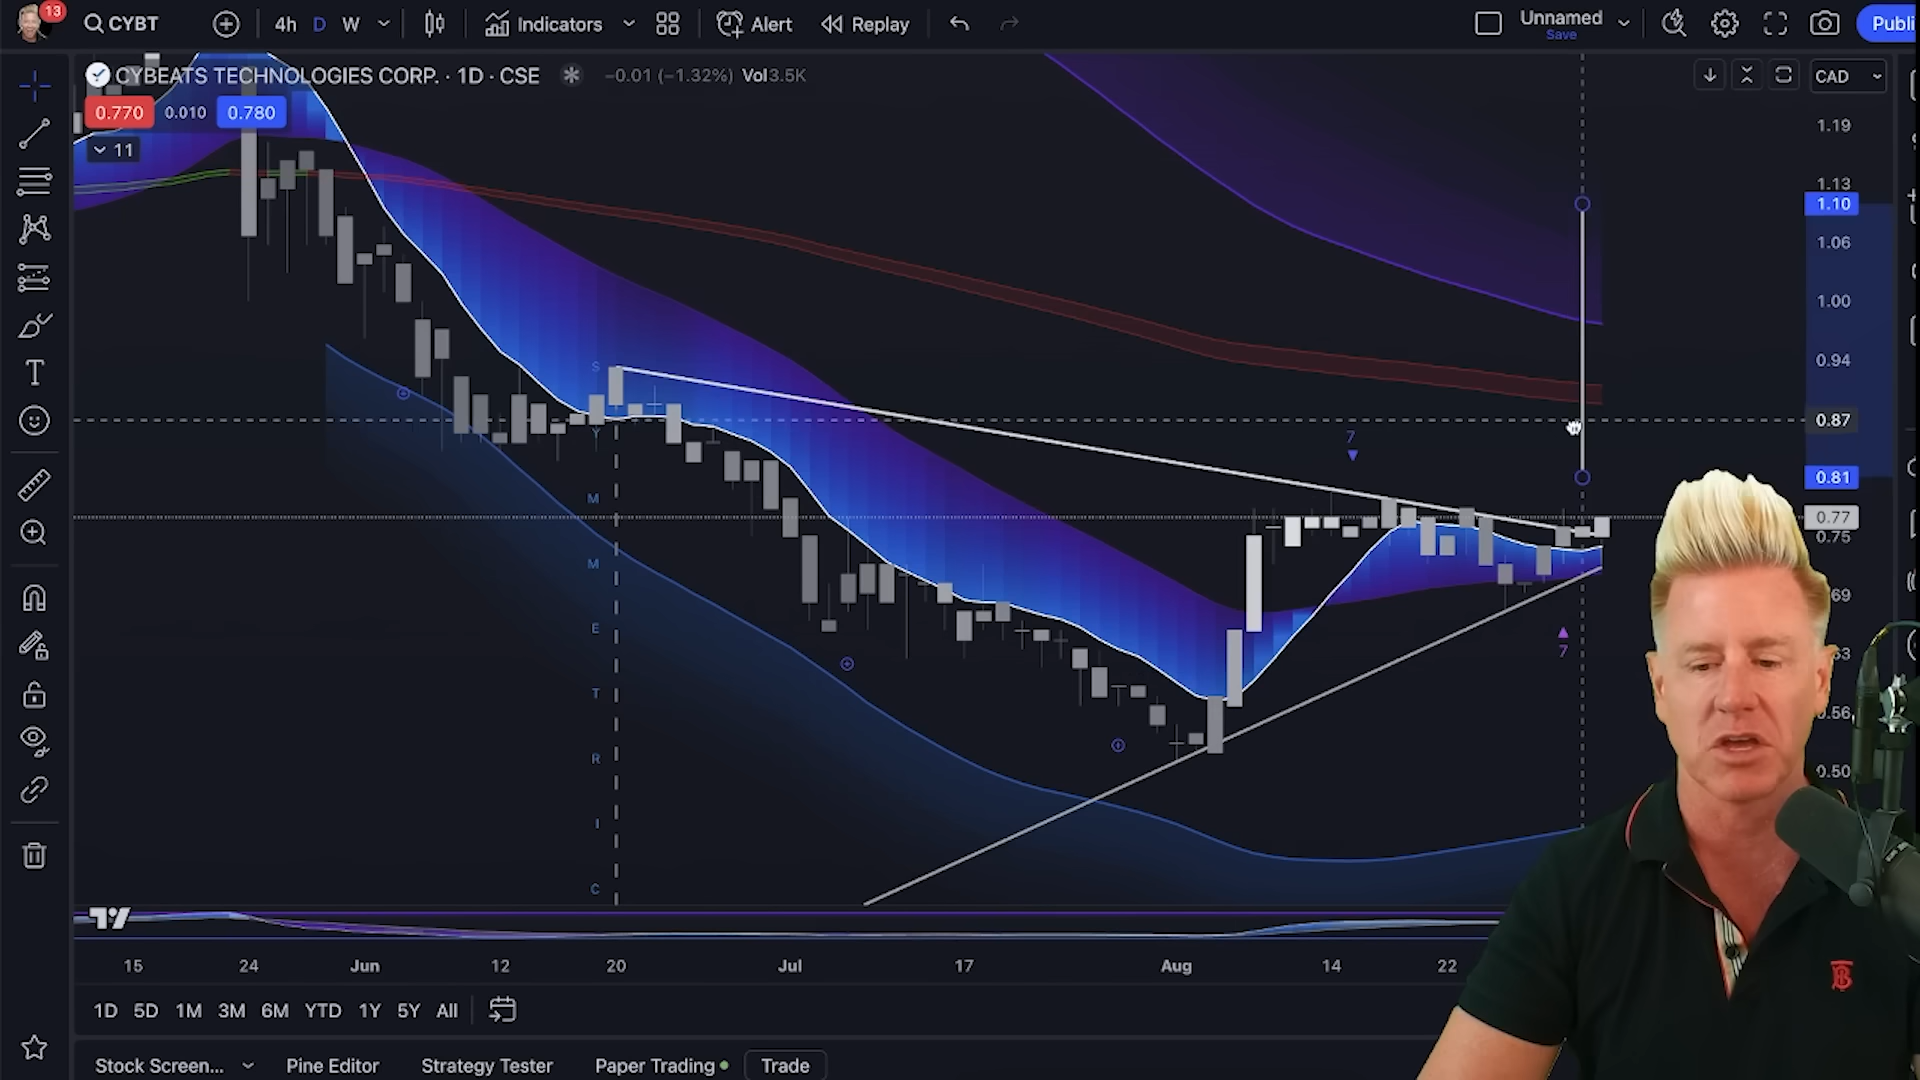 13
CYBT
4h D W
Indicators
Alert
Replay
Unnamed
Save
Publi
CYBEATS TECHNOLOGIES CORP. · 1D · CSE
−0.01 (−1.32%) Vol3.5K
CAD
0.770 0.010 0.780
11
1.19
1.13
1.10
1.06
1.00
0.94
0.87
0.81
0.77
0.75
69
63
0.56
0.50
S
Y
M
M
E
T
R
I
C
7
7
15 24 Jun 12 20 Jul 17 Aug 14 22
1D 5D 1M 3M 6M YTD 1Y 5Y All
Stock Screen... Pine Editor Strategy Tester Paper Trading Trade